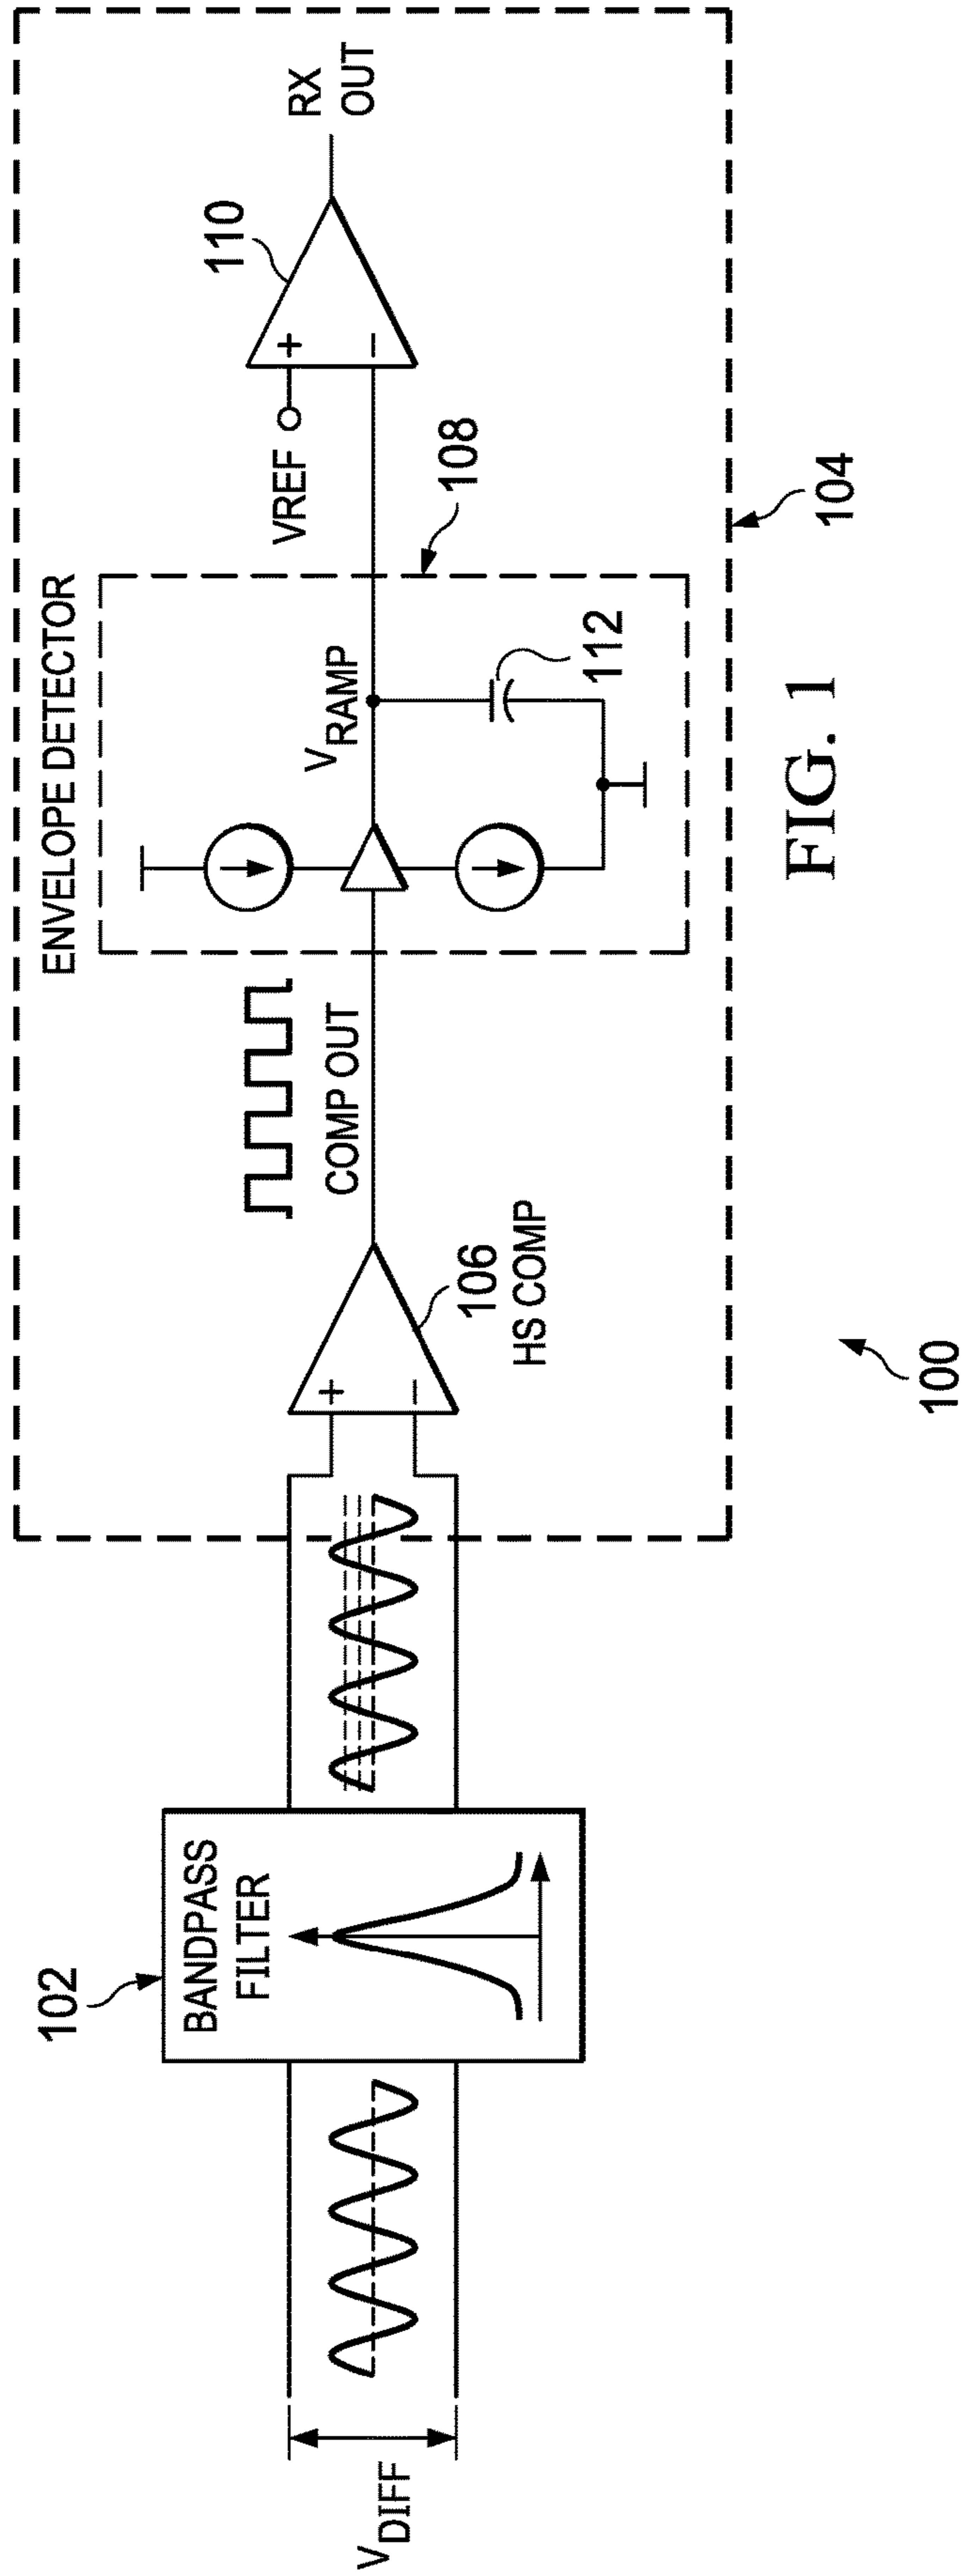 V DIFF
102
BANDPASS
FILTER
+
−
106
HS COMP
COMP OUT
ENVELOPE DETECTOR
V RAMP
112
108
VREF
+
−
110
RX
OUT
104
100
FIG. 1